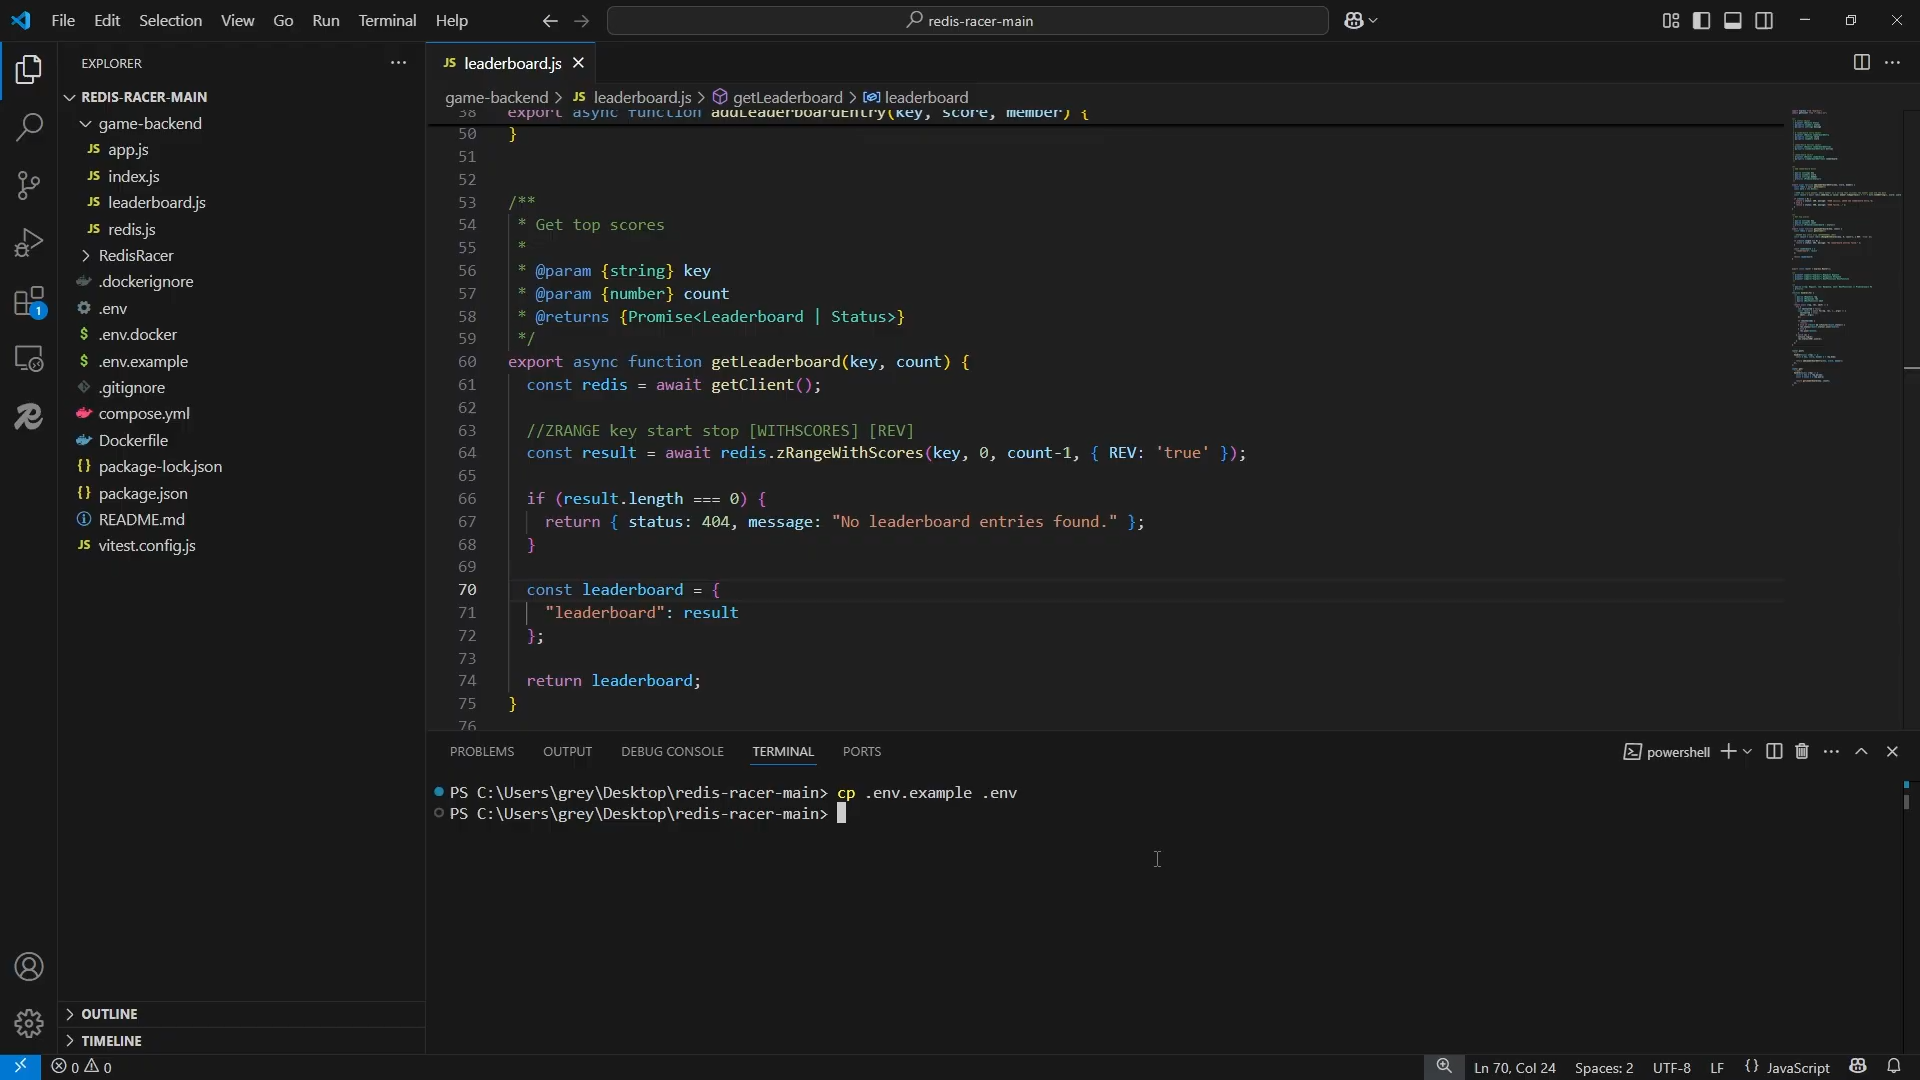 File Edit Selection View Go Run Terminal Help
redis-racer-main
EXPLORER
REDIS-RACER-MAIN
game-backend
JS app.js
JS index.js
JS leaderboard.js
JS redis.js
RedisRacer
.dockerignore
.env
$ .env.docker
$ .env.example
.gitignore
compose.yml
Dockerfile
{} package-lock.json
{} package.json
README.md
JS vitest.config.js
1
OUTLINE
TIMELINE
JS leaderboard.js
game-backend > JS leaderboard.js > getLeaderboard > leaderboard
38 export async function addLeaderboardEntry(key, score, member) {
50 }
51
52
53 /**
54 * Get top scores
55 *
56 * @param {string} key
57 * @param {number} count
58 * @returns {Promise<Leaderboard | Status>}
59 */
60 export async function getLeaderboard(key, count) {
61 const redis = await getClient();
62
63 //ZRANGE key start stop [WITHSCORES] [REV]
64 const result = await redis.zRangeWithScores(key, 0, count-1, { REV: 'true' });
65
66 if (result.length === 0) {
67 return { status: 404, message: "No leaderboard entries found." };
68 }
69
70 const leaderboard = {
71 "leaderboard": result
72 };
73
74 return leaderboard;
75 }
76
PROBLEMS OUTPUT DEBUG CONSOLE TERMINAL PORTS
powershell
PS C:\Users\grey\Desktop\redis-racer-main> cp .env.example .env
PS C:\Users\grey\Desktop\redis-racer-main>
0 0
Ln 70, Col 24 Spaces: 2 UTF-8 LF {} JavaScript